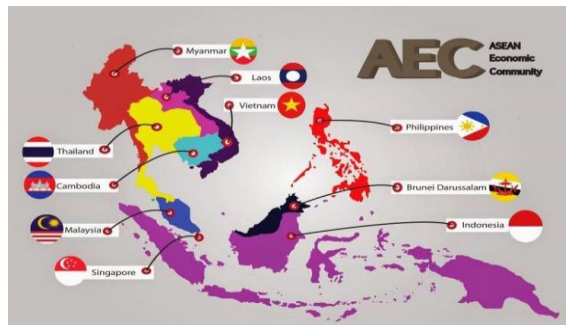 AEC
ASEAN
Economic
Community
Myanmar
Laos
Vietnam
Philippines
Thailand
Cambodia
Brunei Darussalam
Malaysia
Indonesia
Singapore